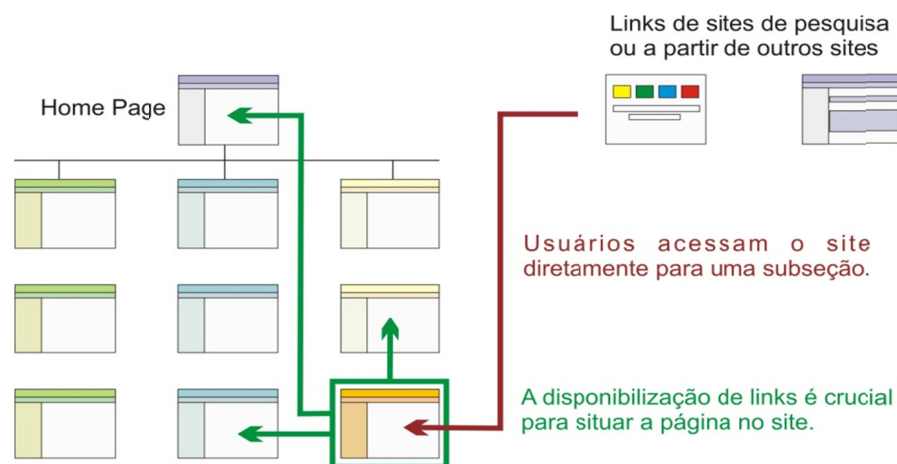 Links de sites de pesquisa
ou a partir de outros sites
Home Page
Usuários acessam o site
diretamente para uma subseção.
A disponibilização de links é crucial
para situar a página no site.